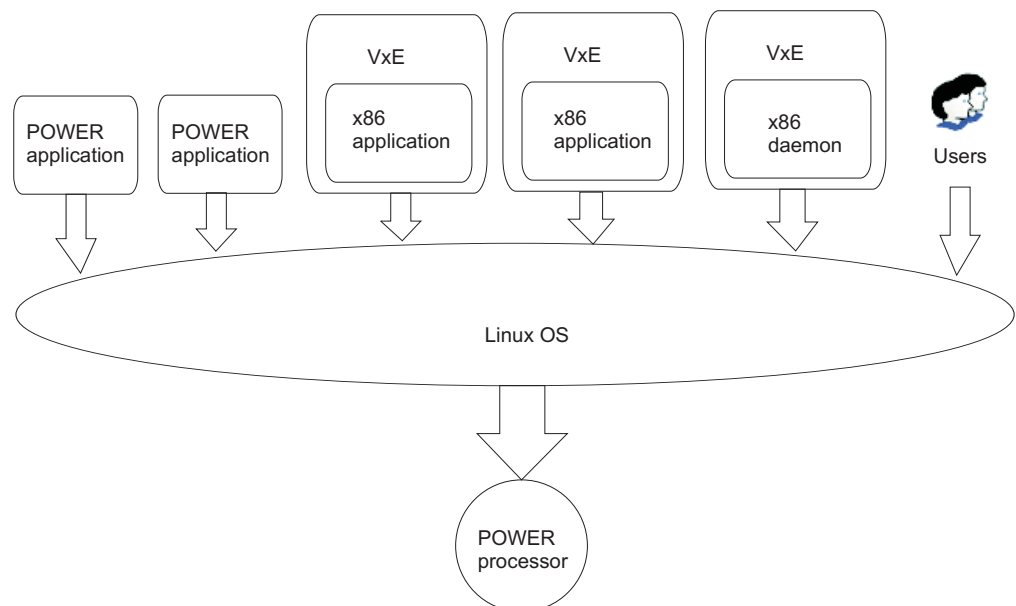 VxE
VxE
VxE
POWER
application
POWER
application
x86
application
x86
application
x86
daemon
Users
Linux OS
POWER
processor